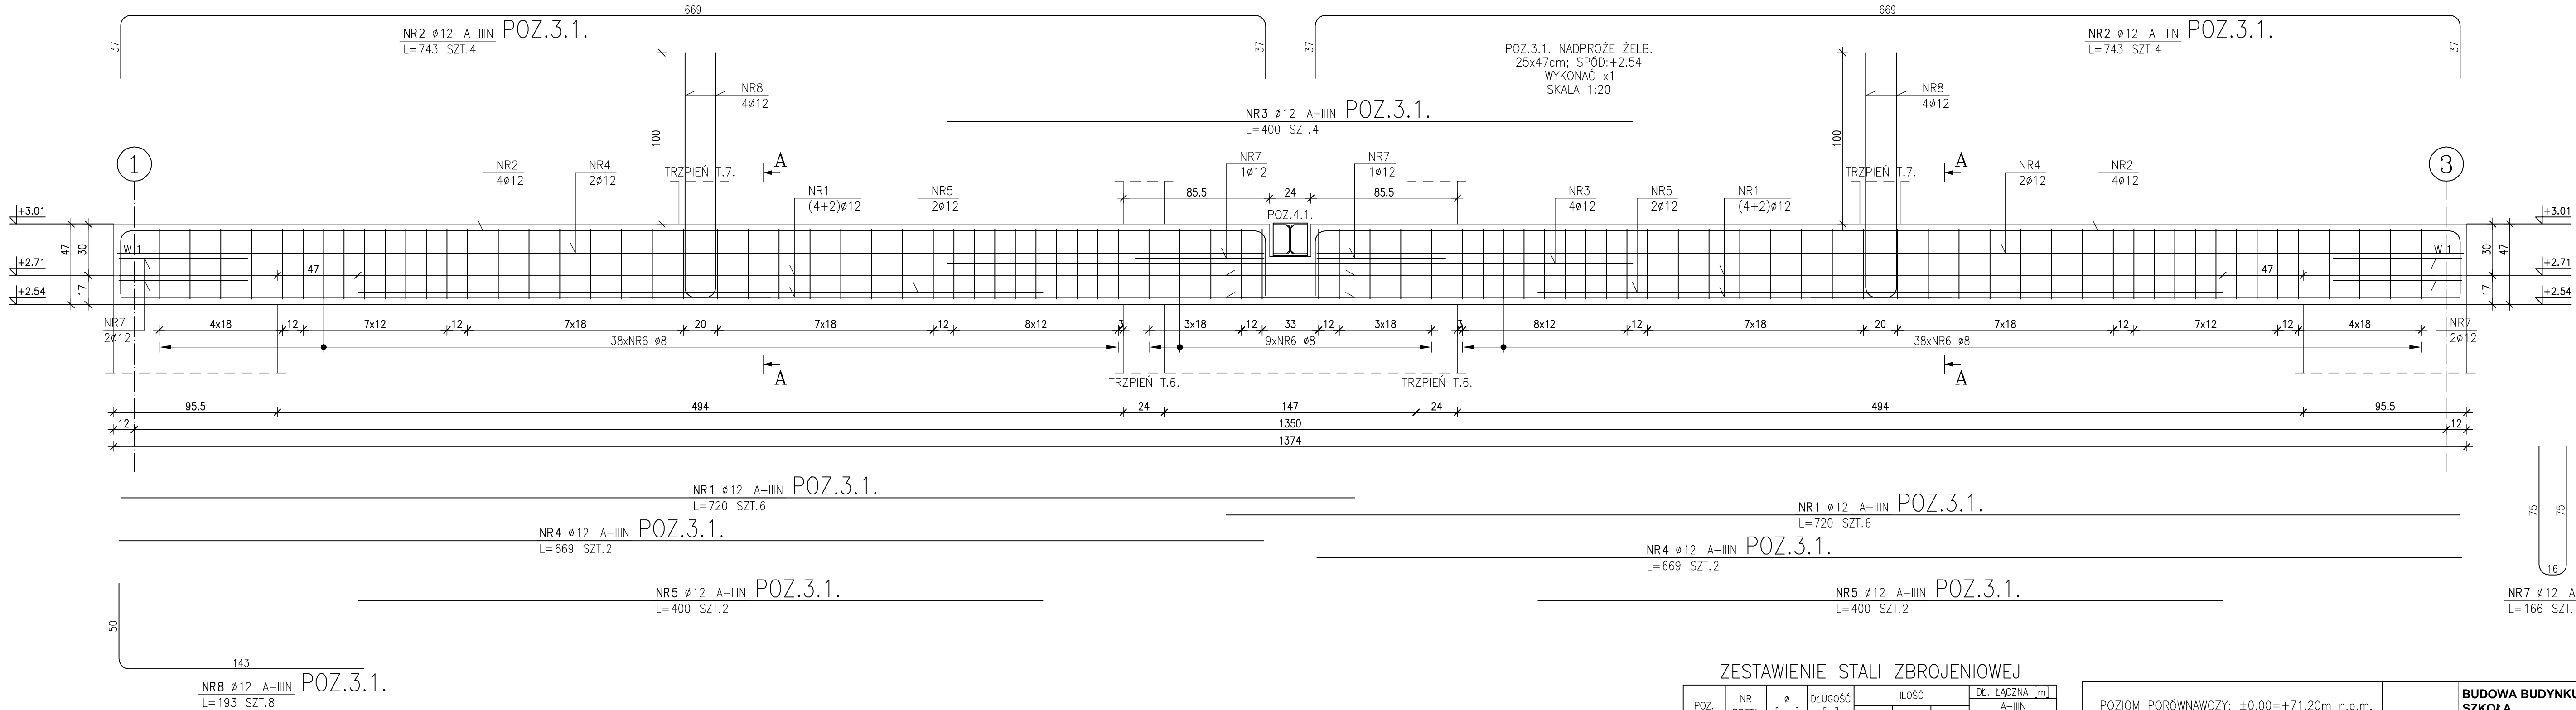 669
669
37
37
37
37
NR2 ø12 A-IIIN POZ.3.1.
L=743 SZT.4
NR2 ø12 A-IIIN POZ.3.1.
L=743 SZT.4
POZ.3.1. NADPROŻE ŻELB.
25x47cm; SPÓD:+2.54
WYKONAĆ x1
SKALA 1:20
NR8
4ø12
NR8
4ø12
NR3 ø12 A-IIIN POZ.3.1.
L=400 SZT.4
100
100
1
3
A
A
TRZPIEŃ T.7.
TRZPIEŃ T.7.
NR2
4ø12
NR4
2ø12
NR1
(4+2)ø12
NR5
2ø12
NR7
1ø12
NR7
1ø12
NR3
4ø12
NR5
2ø12
NR1
(4+2)ø12
NR4
2ø12
NR2
4ø12
85.5
24
85.5
POZ.4.1.
+3.01
+2.71
+2.54
47
30
17
W.1.
47
47
W.1.
30
17
47
+3.01
+2.71
+2.54
NR7
2ø12
NR7
2ø12
4x18
12
7x12
12
7x18
20
7x18
12
8x12
3
3x18
12
33
12
3x18
3
8x12
12
7x18
20
7x18
12
7x12
12
4x18
38xNR6 ø8
9xNR6 ø8
38xNR6 ø8
A
A
TRZPIEŃ T.6.
TRZPIEŃ T.6.
95.5
494
24
147
24
494
95.5
12
1350
12
1374
NR1 ø12 A-IIIN POZ.3.1.
L=720 SZT.6
NR1 ø12 A-IIIN POZ.3.1.
L=720 SZT.6
NR4 ø12 A-IIIN POZ.3.1.
L=669 SZT.2
NR4 ø12 A-IIIN POZ.3.1.
L=669 SZT.2
NR5 ø12 A-IIIN POZ.3.1.
L=400 SZT.2
NR5 ø12 A-IIIN POZ.3.1.
L=400 SZT.2
75
75
16
NR7 ø12
L=166 SZT.
50
143
NR8 ø12 A-IIIN POZ.3.1.
L=193 SZT.8
ZESTAWIENIE STALI ZBROJENIOWEJ
POZ.
NR
ø
DŁUGOŚĆ
ILOŚĆ
DŁ. ŁĄCZNA [m]
A-IIIN
POZIOM PORÓWNAWCZY: ±0.00=+71.20m n.p.m.
BUDOWA BUDYNKU
SZKOŁA